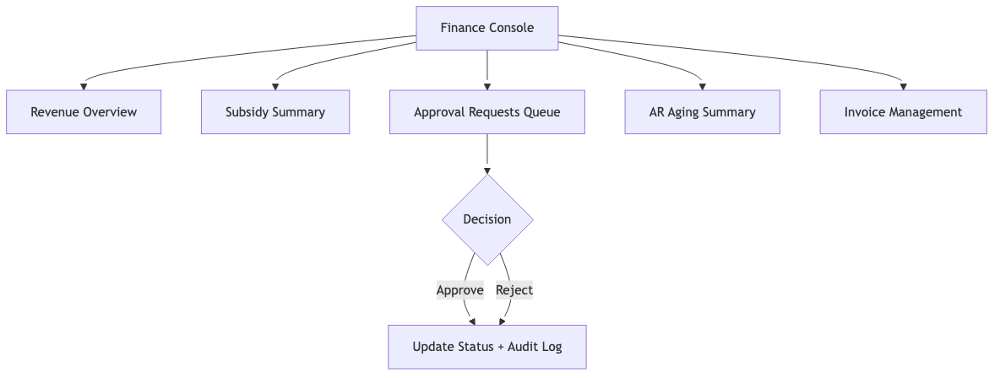 Finance Console
Revenue Overview
Subsidy Summary
Approval Requests Queue
AR Aging Summary
Invoice Management
Decision
Approve
Reject
Update Status + Audit Log